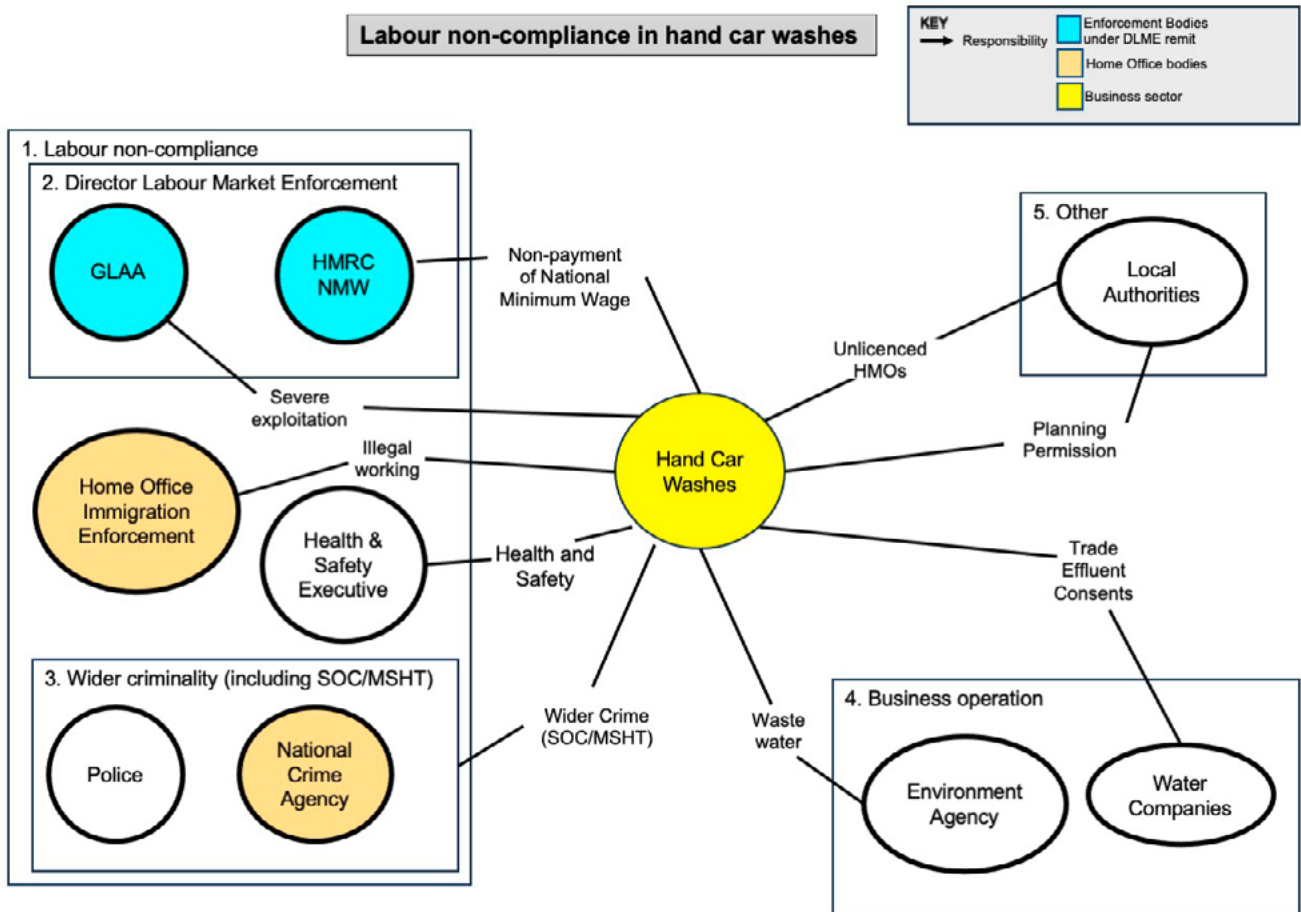 Labour non-compliance in hand car washes
KEY
Responsibility
Enforcement Bodies
under DLME remit
Home Office bodies
Business sector
1. Labour non-compliance
2. Director Labour Market Enforcement
GLAA
HMRC
NMW
Non-payment
of National
Minimum Wage
5. Other
Local
Authorities
Unlicenced
HMOs
Severe
exploitation
Planning
Permission
Illegal
working
Hand Car
Washes
Home Office
Immigration
Enforcement
Health &
Safety
Executive
Health and
Safety
Trade
Effluent
Consents
3. Wider criminality (including SOC/MSHT)
Police
National
Crime
Agency
Wider Crime
(SOC/MSHT)
Waste
water
4. Business operation
Environment
Agency
Water
Companies